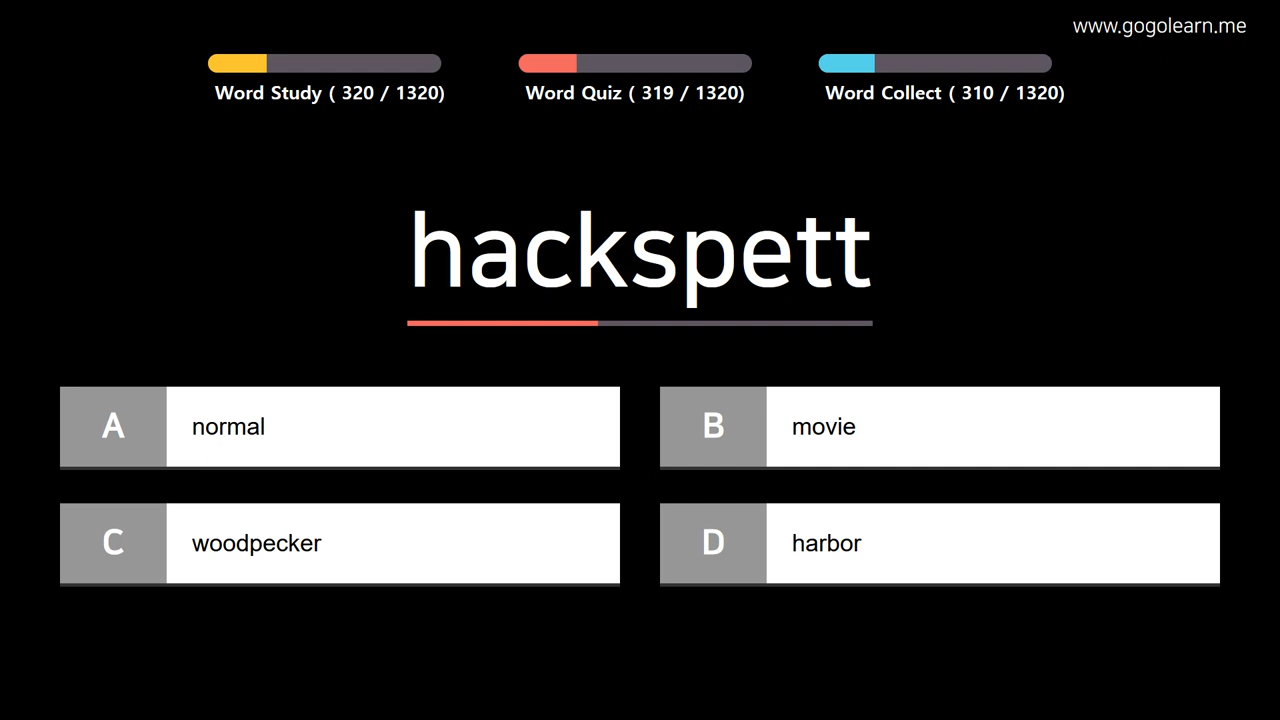 www.gogolearn.me
Word Study ( 320 / 1320)
Word Quiz ( 319 / 1320)
Word Collect ( 310 / 1320)
hackspett
A normal
B movie
C woodpecker
D harbor